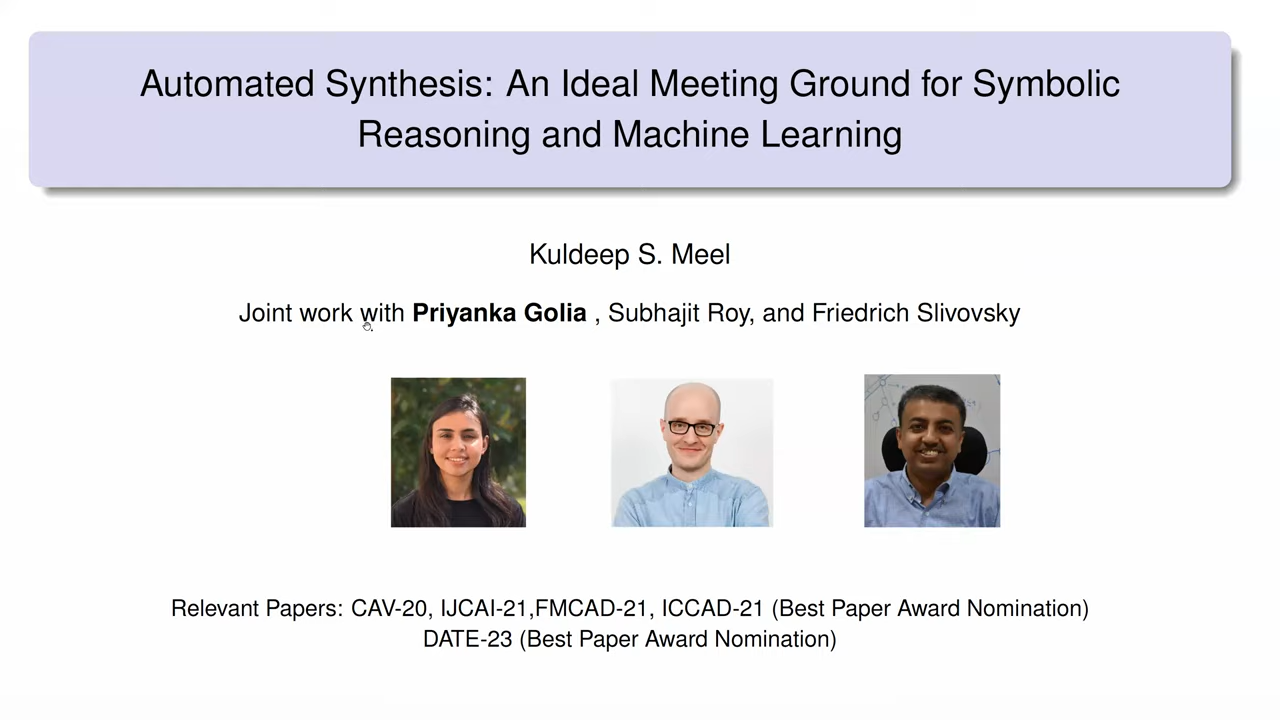 Automated Synthesis: An Ideal Meeting Ground for Symbolic
Reasoning and Machine Learning
Kuldeep S. Meel
Joint work with Priyanka Golia , Subhajit Roy, and Friedrich Slivovsky
Relevant Papers: CAV-20, IJCAI-21,FMCAD-21, ICCAD-21 (Best Paper Award Nomination)
DATE-23 (Best Paper Award Nomination)